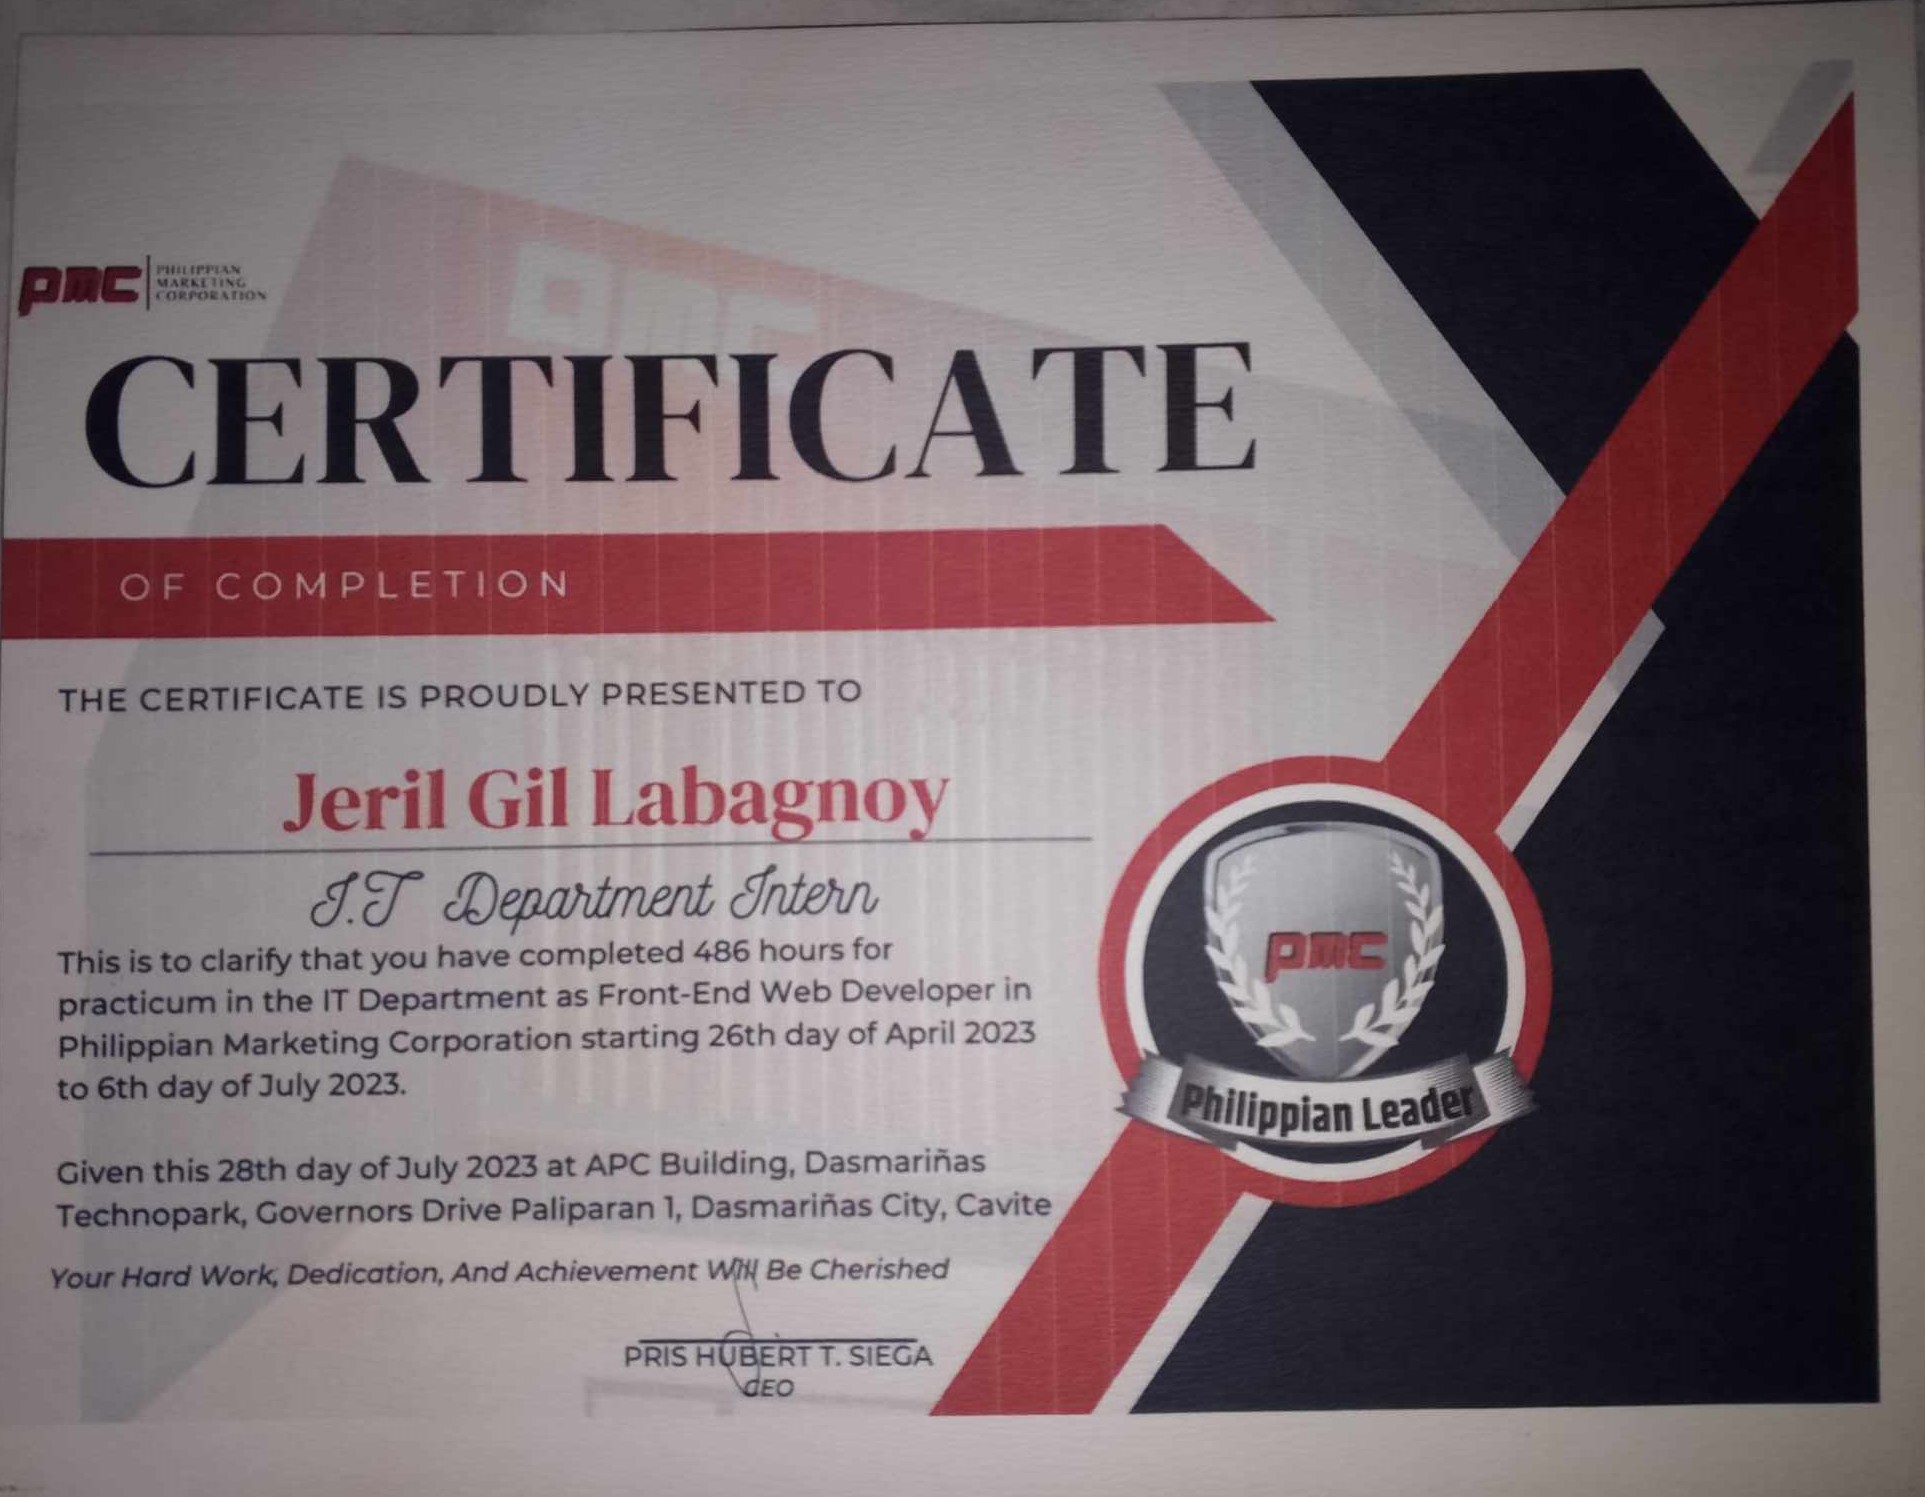 PMC PHILIPPIAN
MARKETING
CORPORATION
CERTIFICATE
OF COMPLETION
THE CERTIFICATE IS PROUDLY PRESENTED TO
Jeril Gil Labagnoy
I.T Department Intern
This is to clarify that you have completed 486 hours for
practicum in the IT Department as Front-End Web Developer in
Philippian Marketing Corporation starting 26th day of April 2023
to 6th day of July 2023.
Given this 28th day of July 2023 at APC Building, Dasmariñas
Technopark, Governors Drive Paliparan 1, Dasmariñas City, Cavite
Your Hard Work, Dedication, And Achievement Will Be Cherished
PRIS HUBERT T. SIEGA
CEO
PMC
Philippian Leader